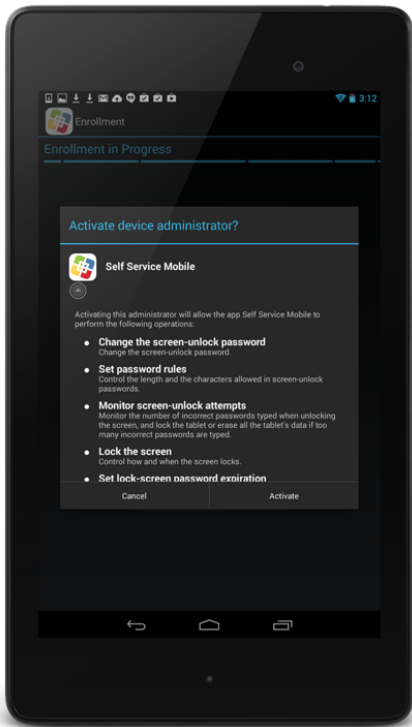 3:12
Enrollment
Enrollment in Progress
Activate device administrator?
Self Service Mobile
Activating this administrator will allow the app Self Service Mobile to
perform the following operations:
Change the screen-unlock password
Change the screen-unlock password.
Set password rules
Control the length and the characters allowed in screen-unlock
passwords.
Monitor screen-unlock attempts
Monitor the number of incorrect passwords typed when unlocking
the screen, and lock the tablet or erase all the tablet's data if too
many incorrect passwords are typed.
Lock the screen
Control how and when the screen locks.
Set lock-screen password expiration
Cancel
Activate